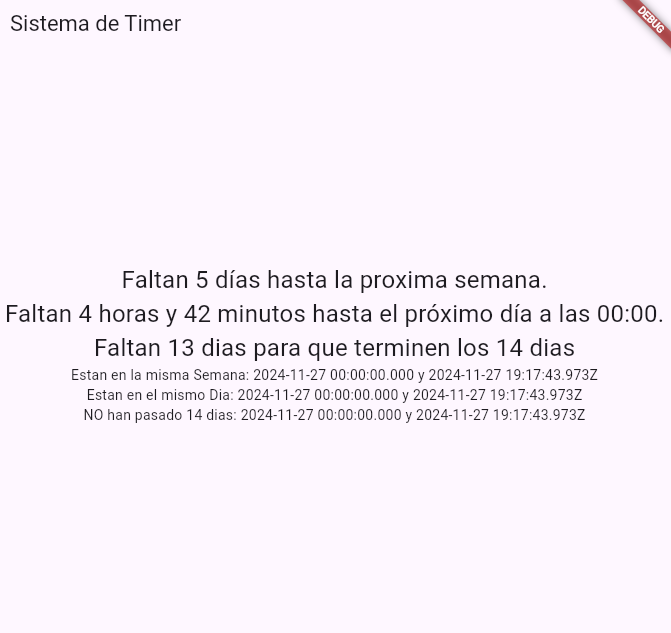 Sistema de Timer
DEBUG
Faltan 5 días hasta la proxima semana.
Faltan 4 horas y 42 minutos hasta el próximo día a las 00:00.
Faltan 13 dias para que terminen los 14 dias
Estan en la misma Semana: 2024-11-27 00:00:00.000 y 2024-11-27 19:17:43.973Z
Estan en el mismo Dia: 2024-11-27 00:00:00.000 y 2024-11-27 19:17:43.973Z
NO han pasado 14 dias: 2024-11-27 00:00:00.000 y 2024-11-27 19:17:43.973Z